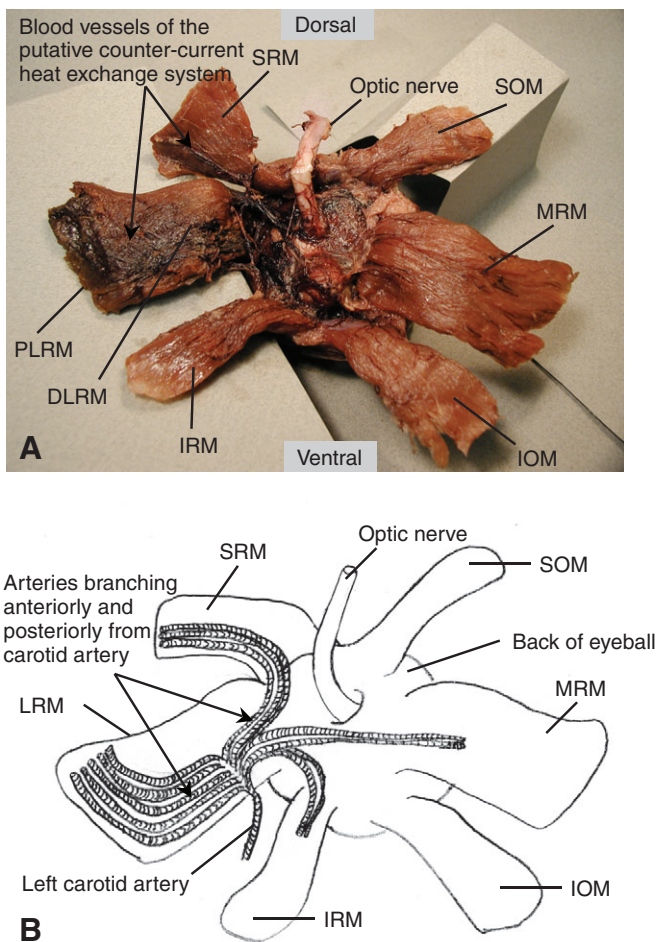 Blood vessels of the
putative counter-current
heat exchange system
Dorsal
SRM
Optic nerve
SOM
MRM
PLRM
DLRM
IRM
A
Ventral
IOM
Optic nerve
SRM
SOM
Arteries branching
anteriorly and
posteriorly from
carotid artery
Back of eyeball
LRM
MRM
Left carotid artery
IOM
IRM
B